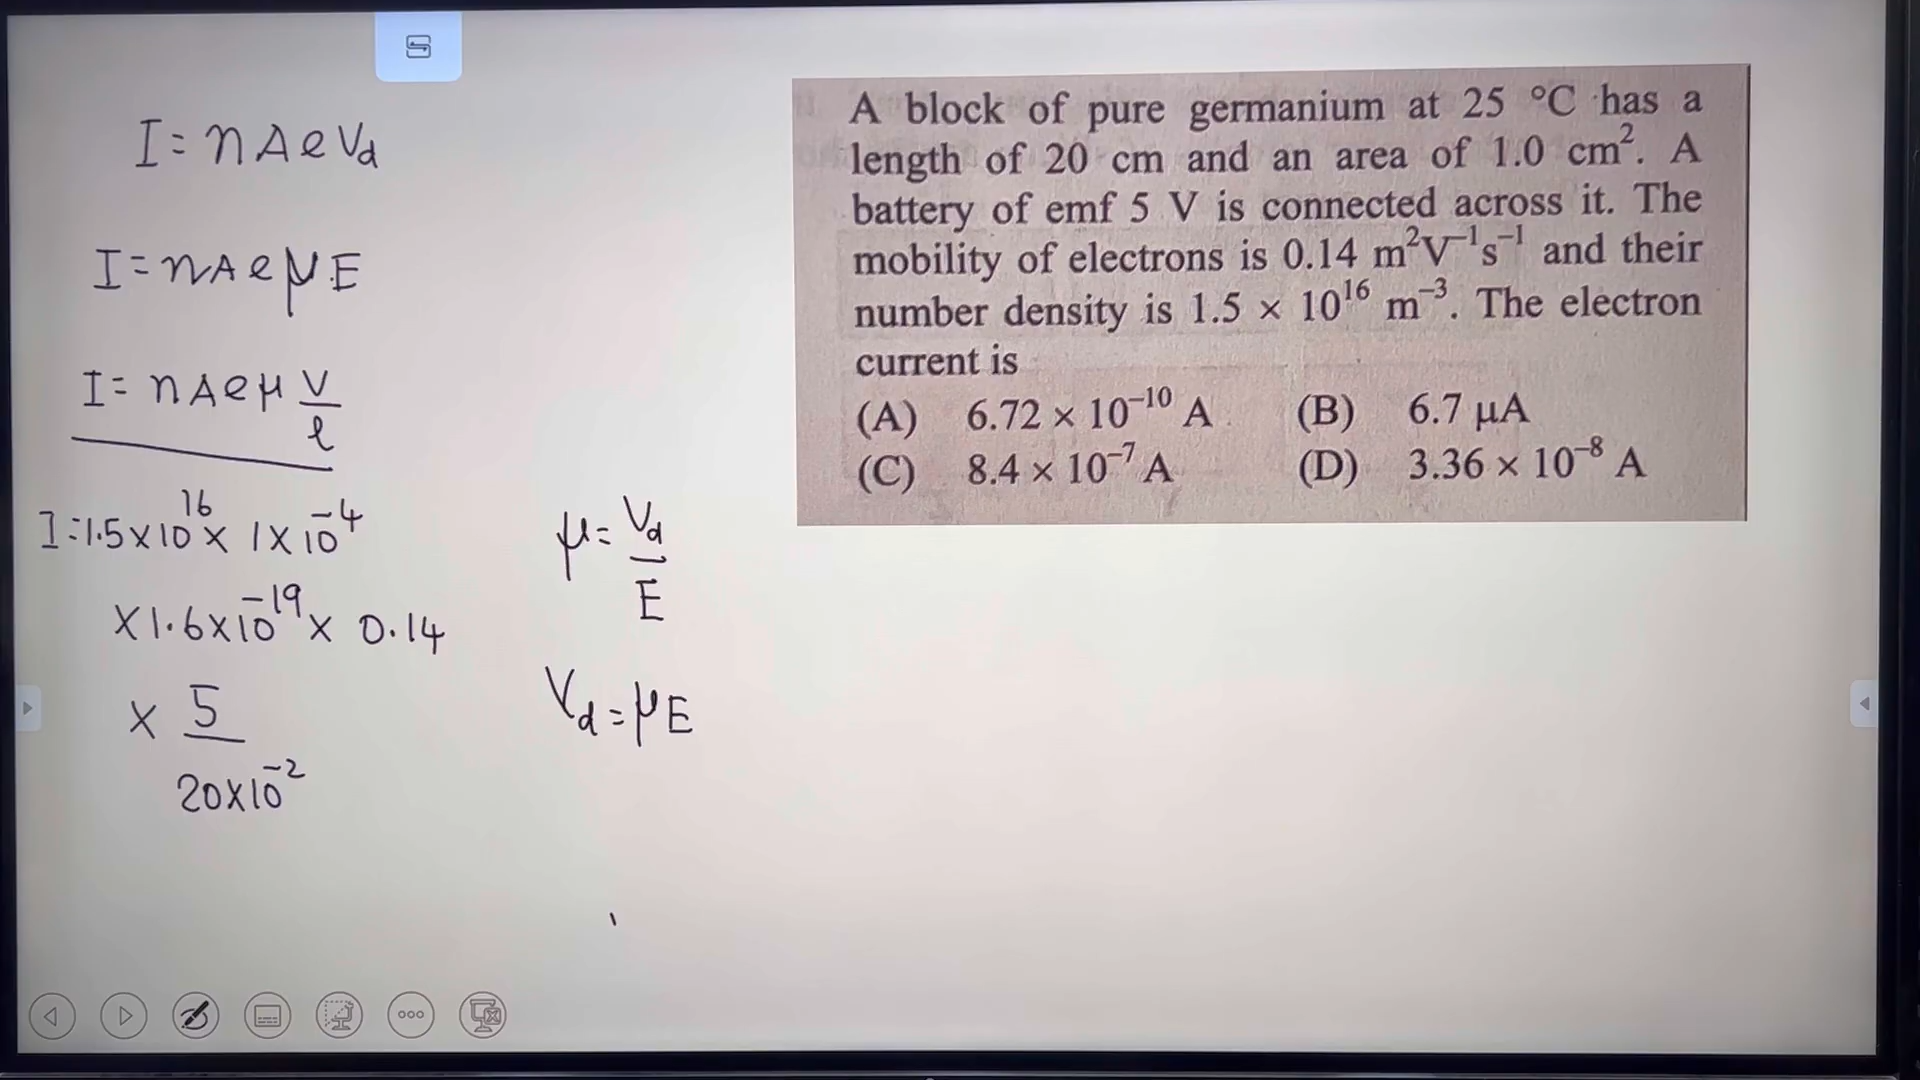 I = nAeVd
I = nAeμE
I = nAeμ V/l
I = 1.5×10^16 × 1×10^-4
×1.6×10^-19 × 0.14
× 5/20×10^-2
μ = Vd/E
Vd = μE
A block of pure germanium at 25 °C has a
length of 20 cm and an area of 1.0 cm². A
battery of emf 5 V is connected across it. The
mobility of electrons is 0.14 m²V⁻¹s⁻¹ and their
number density is 1.5 × 10¹⁶ m⁻³. The electron
current is
(A) 6.72 × 10⁻¹⁰ A (B) 6.7 μA
(C) 8.4 × 10⁻⁷ A (D) 3.36 × 10⁻⁸ A